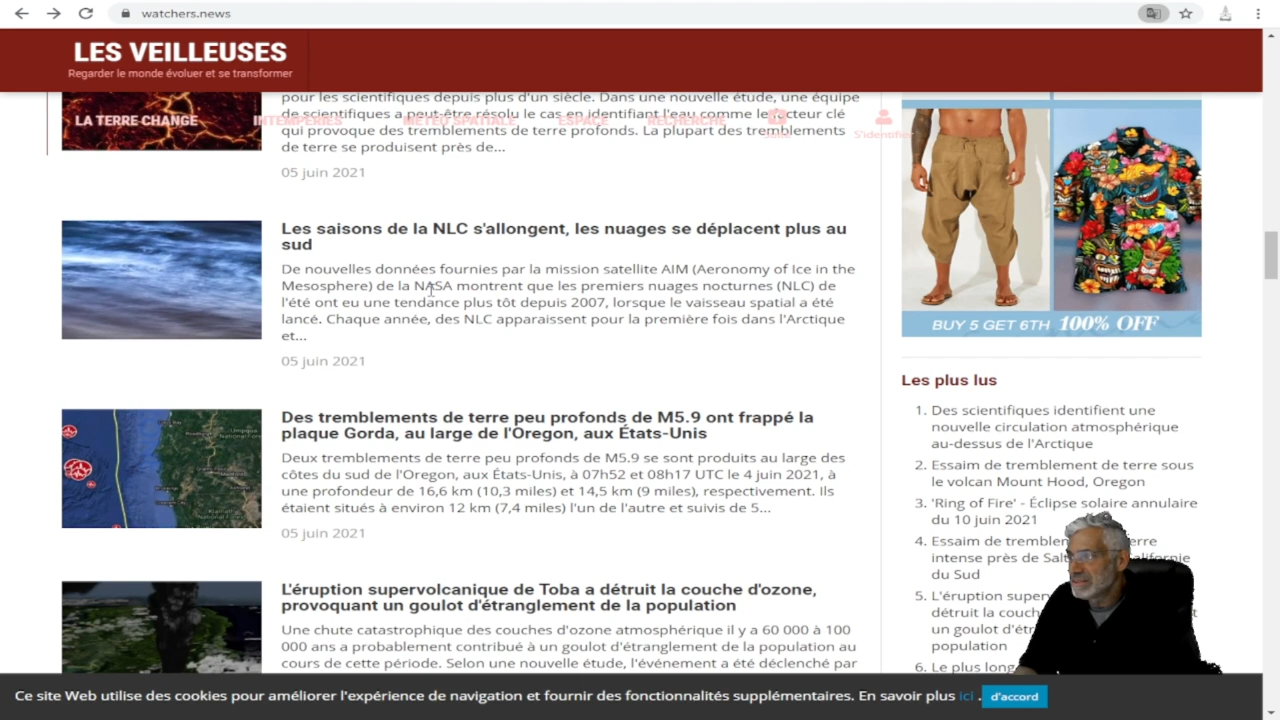 watchers.news
LES VEILLEUSES
Regarder le monde évoluer et se transformer
LA TERRE CHANGE
INTEMPÉRIES
MÉTÉO SPATIALE
ESPACE
RECHERCHE
S'identifier
pour les scientifiques depuis plus d'un siècle. Dans une nouvelle étude, une équipe
de scientifiques a peut-être résolu le cas en identifiant l'eau comme le facteur clé
qui provoque des tremblements de terre profonds. La plupart des tremblements
de terre se produisent près de...
05 juin 2021
Les saisons de la NLC s'allongent, les nuages se déplacent plus au
sud
De nouvelles données fournies par la mission satellite AIM (Aeronomy of Ice in the
Mesosphere) de la NASA montrent que les premiers nuages nocturnes (NLC) de
l'été ont eu une tendance plus tôt depuis 2007, lorsque le vaisseau spatial a été
lancé. Chaque année, des NLC apparaissent pour la première fois dans l'Arctique
et...
05 juin 2021
Des tremblements de terre peu profonds de M5.9 ont frappé la
plaque Gorda, au large de l'Oregon, aux États-Unis
Deux tremblements de terre peu profonds de M5.9 se sont produits au large des
côtes du sud de l'Oregon, aux États-Unis, à 07h52 et 08h17 UTC le 4 juin 2021, à
une profondeur de 16,6 km (10,3 miles) et 14,5 km (9 miles), respectivement. Ils
étaient situés à environ 12 km (7,4 miles) l'un de l'autre et suivis de 5...
05 juin 2021
L'éruption supervolcanique de Toba a détruit la couche d'ozone,
provoquant un goulot d'étranglement de la population
Une chute catastrophique des couches d'ozone atmosphérique il y a 60 000 à 100
000 ans a probablement contribué à un goulot d'étranglement de la population au
cours de cette période. Selon une nouvelle étude, l'événement a été déclenché par
BUY 5 GET 6TH 100% OFF
Les plus lus
1. Des scientifiques identifient une
nouvelle circulation atmosphérique
au-dessus de l'Arctique
2. Essaim de tremblement de terre sous
le volcan Mount Hood, Oregon
3. 'Ring of Fire' - Éclipse solaire annulaire
du 10 juin 2021
4. Essaim de
intense près de
du Sud
5. L'éruption
détruit la
un goulot
population
6. Le plus
Ce site Web utilise des cookies pour améliorer l'expérience de navigation et fournir des fonctionnalités supplémentaires. En savoir plus ici . d'accord